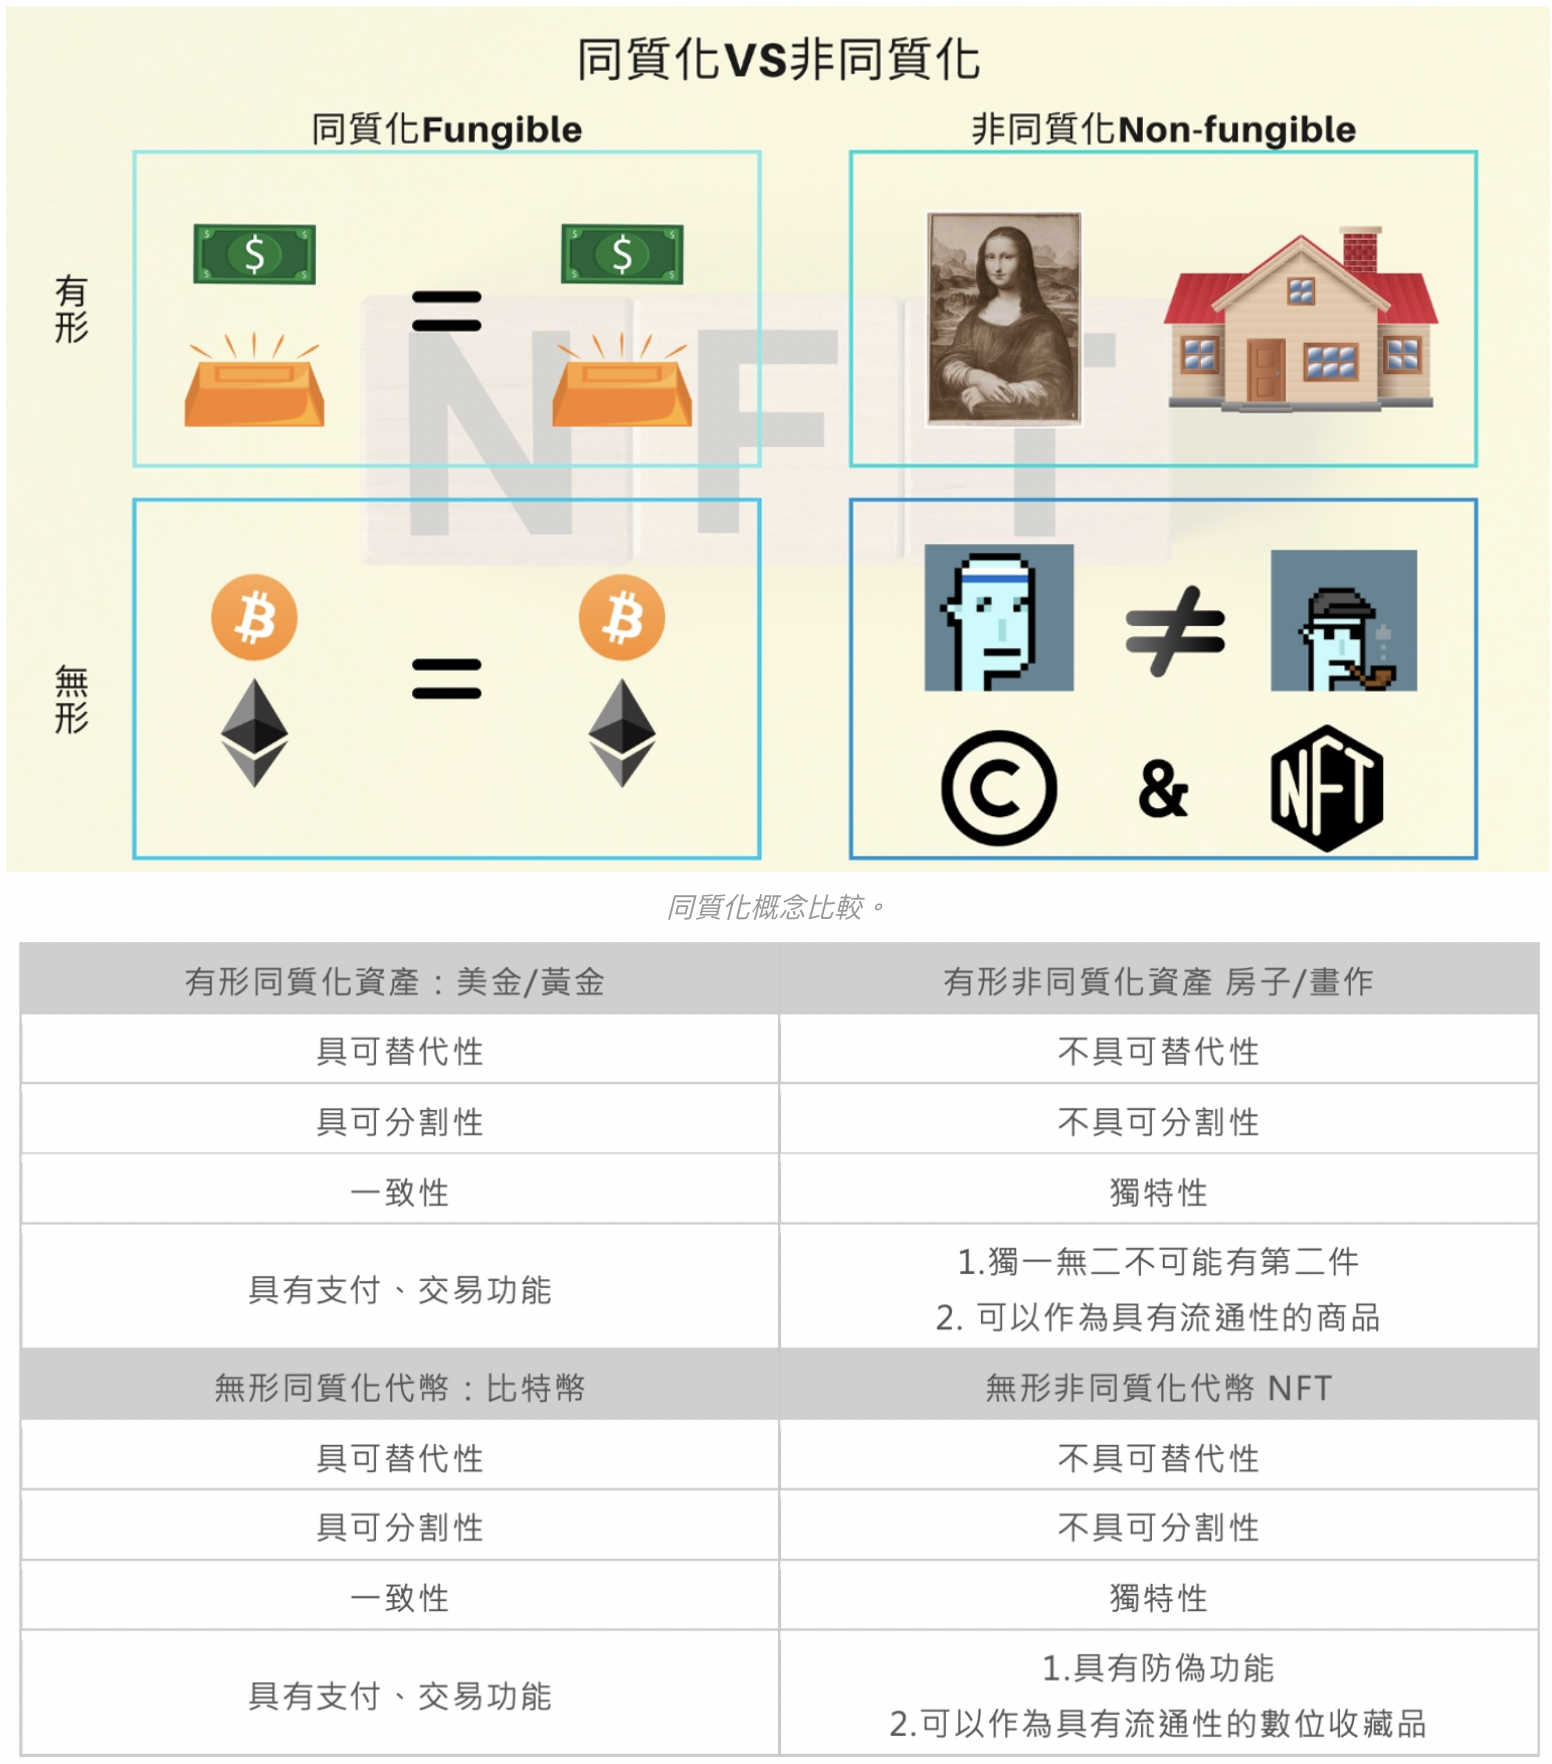 同質化VS非同質化
同質化Fungible
非同質化Non-fungible
有形
$ $
=
N F T
無形
₿ = ₿
≠
© & NFT
同質化概念比較。
有形同質化資產：美金/黃金
有形非同質化資產 房子/畫作
具可替代性
不具可替代性
具可分割性
不具可分割性
一致性
獨特性
具有支付、交易功能
1.獨一無二不可能有第二件
2. 可以作為具有流通性的商品
無形同質化代幣：比特幣
無形非同質化代幣 NFT
具可替代性
不具可替代性
具可分割性
不具可分割性
一致性
獨特性
具有支付、交易功能
1.具有防偽功能
2.可以作為具有流通性的數位收藏品